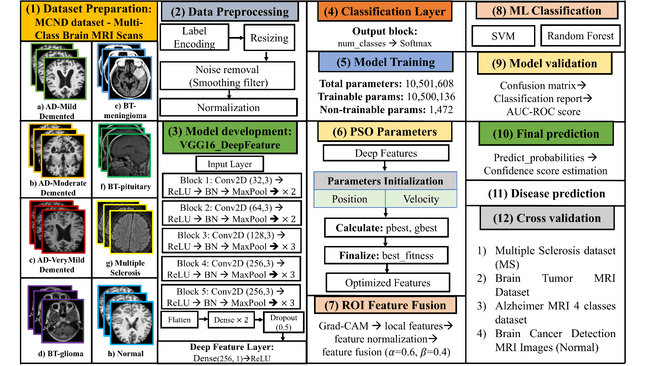 (1) Dataset Preparation:
MCND dataset - Multi-
Class Brain MRI Scans
a) AD-Mild
Demented
e) BT-
meningioma
b) AD-Moderate
Demented
f) BT-pituitary
c) AD-VeryMild
Demented
g) Multiple
Sclerosis
d) BT-glioma
h) Normal
(2) Data Preprocessing
Label
Encoding
Resizing
Noise removal
(Smoothing filter)
Normalization
(3) Model development:
VGG16_DeepFeature
Input Layer
Block 1: Conv2D (32,3) →
ReLU → BN → MaxPool → × 2
Block 2: Conv2D (64,3) →
ReLU → BN → MaxPool → × 2
Block 3: Conv2D (128,3) →
ReLU → BN → MaxPool → × 3
Block 4: Conv2D (256,3) →
ReLU → BN → MaxPool → × 3
Block 5: Conv2D (256,3) →
ReLU → BN → MaxPool → × 3
Flatten
Dense × 2
Dropout
(0.5)
Deep Feature Layer:
Dense(256, 1)→ReLU
(4) Classification Layer
Output block:
num_classes → Softmax
(5) Model Training
Total parameters: 10,501,608
Trainable params: 10,500,136
Non-trainable params: 1,472
(6) PSO Parameters
Deep Features
Parameters Initialization
Position
Velocity
Calculate: pbest, gbest
Finalize: best_fitness
Optimized Features
(7) ROI Feature Fusion
Grad-CAM → local features→
feature normalization→
feature fusion (α=0.6, β=0.4)
(8) ML Classification
SVM
Random Forest
(9) Model validation
Confusion matrix→
Classification report→
AUC-ROC score
(10) Final prediction
Predict_probabilities →
Confidence score estimation
(11) Disease prediction
(12) Cross validation
1) Multiple Sclerosis dataset
(MS)
2) Brain Tumor MRI
Dataset
3) Alzheimer MRI 4 classes
dataset
4) Brain Cancer Detection
MRI Images (Normal)